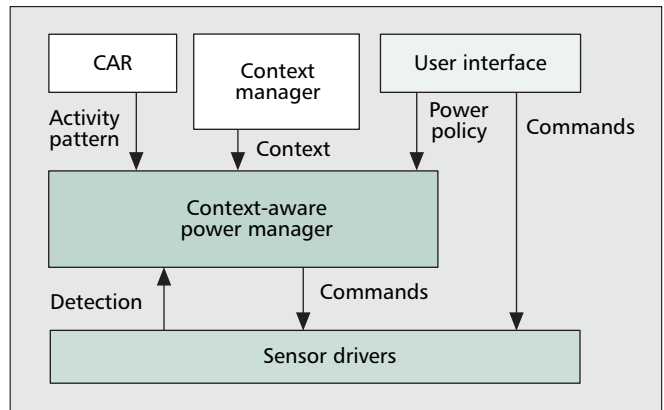 CAR
Context
manager
User interface
Activity
pattern
Context
Power
policy
Commands
Context-aware
power manager
Detection
Commands
Sensor drivers